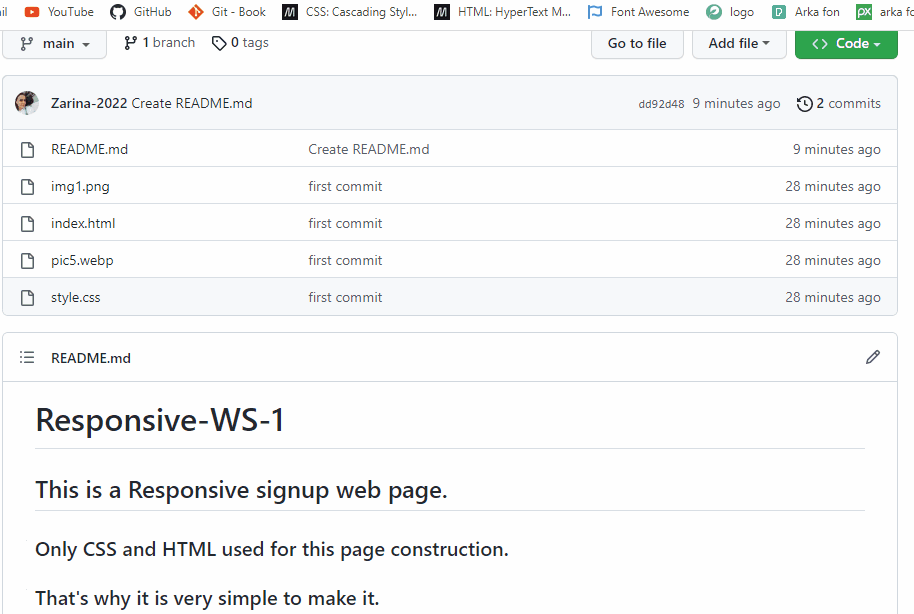 il YouTube GitHub Git - Book CSS: Cascading Styl... HTML: HyperText M... Font Awesome logo Arka fon arka fo
main 1 branch 0 tags Go to file Add file Code
Zarina-2022 Create README.md dd92d48 9 minutes ago 2 commits
README.md Create README.md 9 minutes ago
img1.png first commit 28 minutes ago
index.html first commit 28 minutes ago
pic5.webp first commit 28 minutes ago
style.css first commit 28 minutes ago
README.md
Responsive-WS-1
This is a Responsive signup web page.
Only CSS and HTML used for this page construction.
That's why it is very simple to make it.